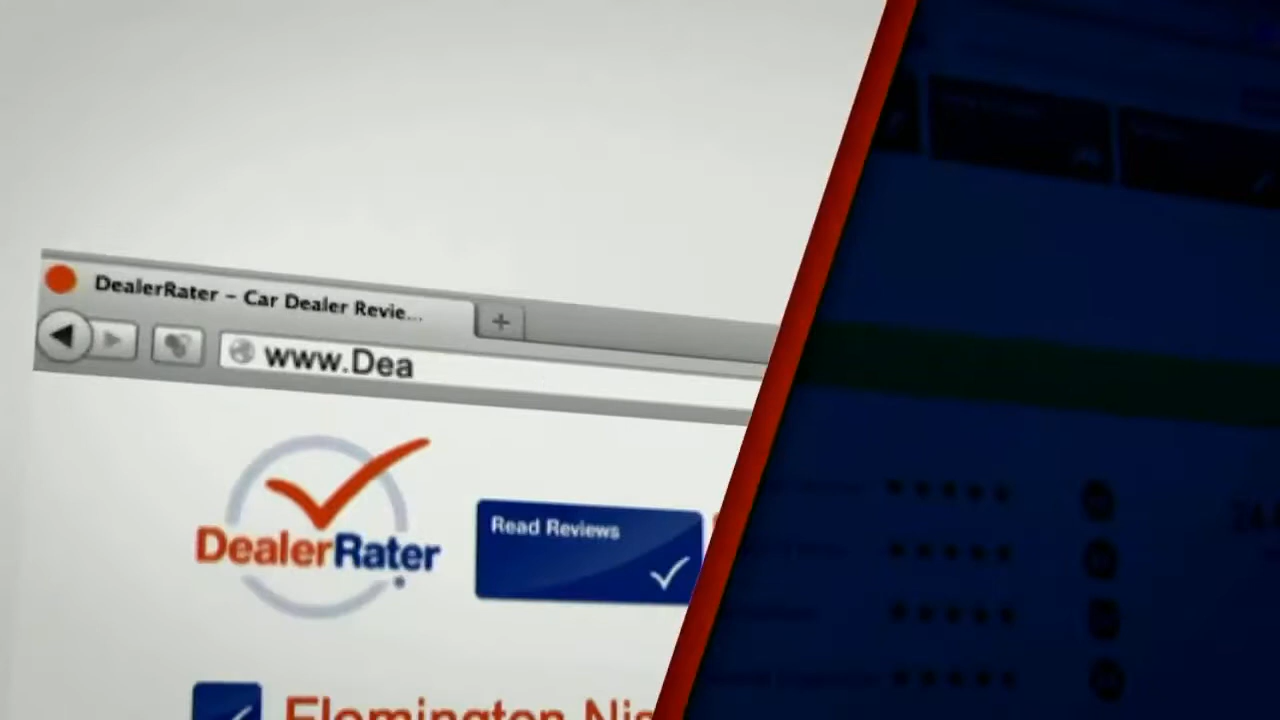 DealerRater - Car Dealer Revie...
www.Dea
DealerRater
Read Reviews
Flemington Nis